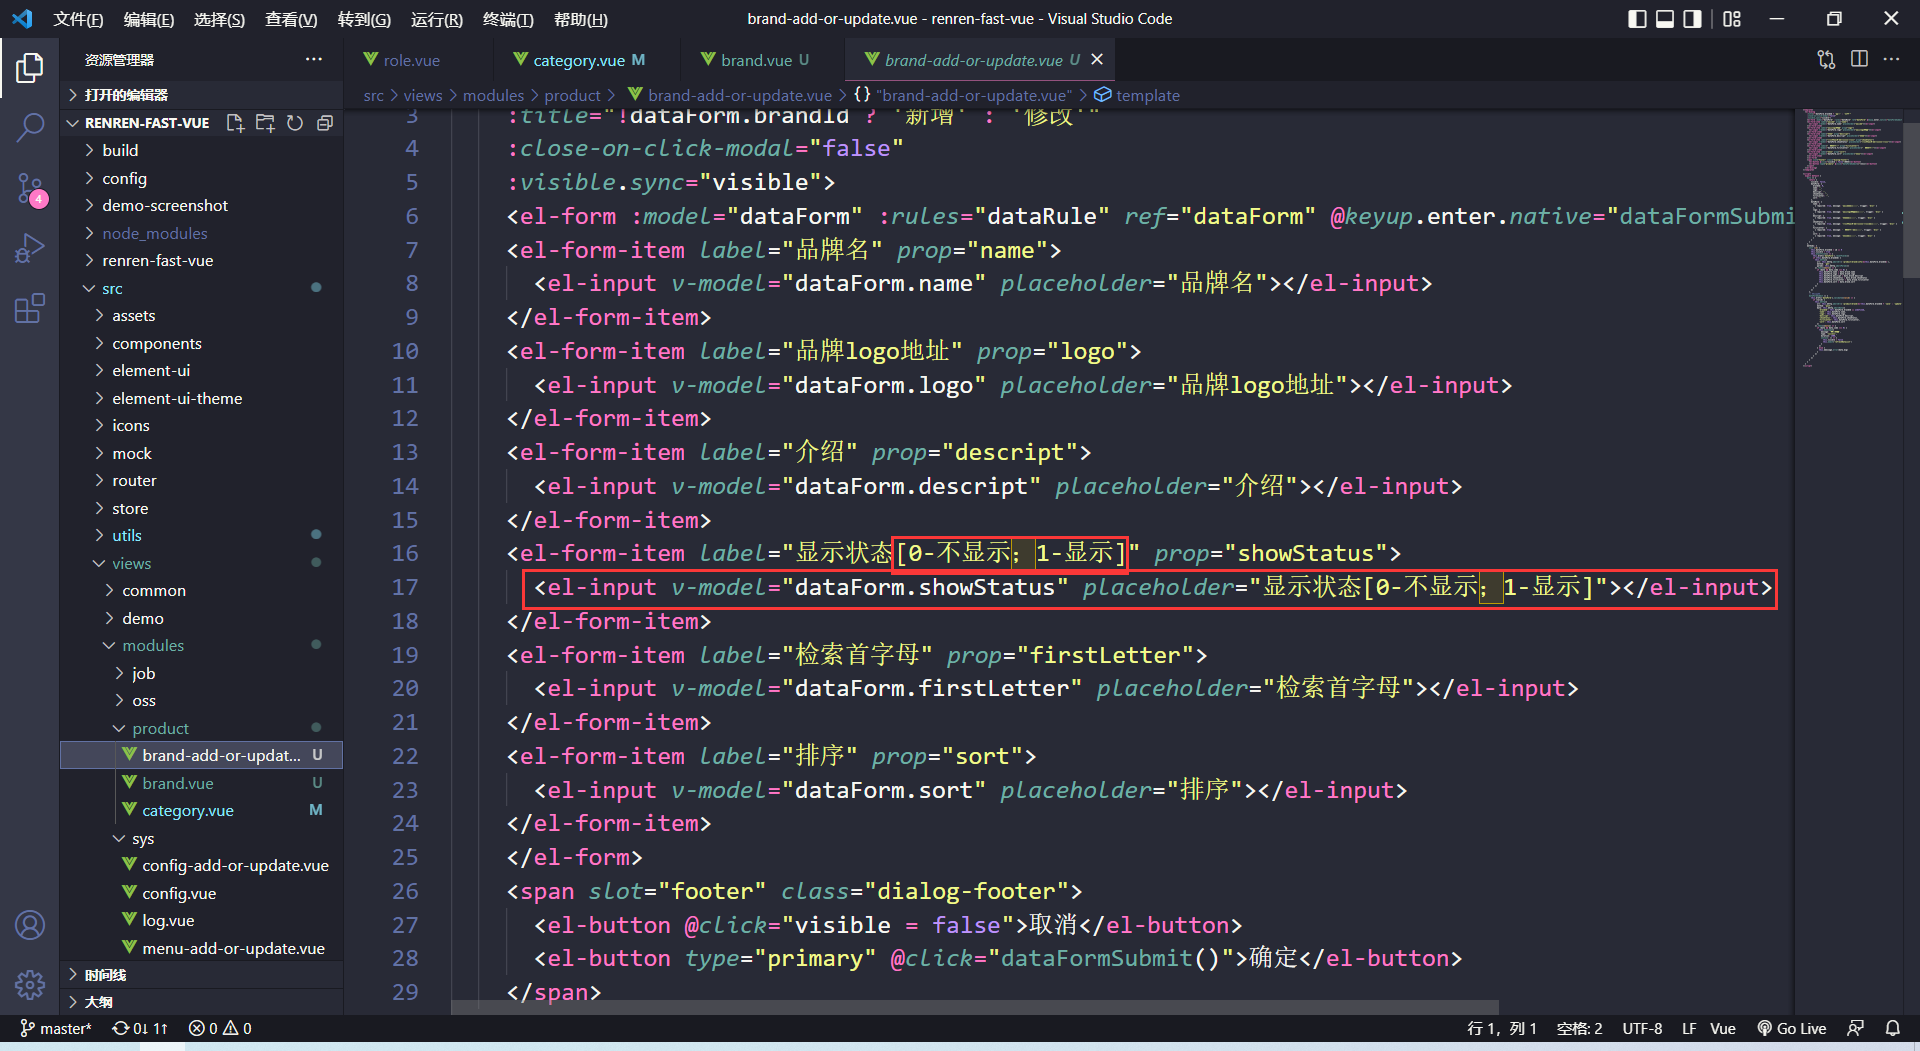 文件(F) 编辑(E) 选择(S) 查看(V) 转到(G) 运行(R) 终端(T) 帮助(H) brand-add-or-update.vue - renren-fast-vue - Visual Studio Code
资源管理器 ···
role.vue category.vue M brand.vue U brand-add-or-update.vue U
打开的编辑器
src > views > modules > product > brand-add-or-update.vue > {} "brand-add-or-update.vue" > template
RENREN-FAST-VUE
build
config
demo-screenshot
node_modules
renren-fast-vue
src
assets
components
element-ui
element-ui-theme
icons
mock
router
store
utils
views
common
demo
modules
job
oss
product
brand-add-or-updat... U
brand.vue U
category.vue M
sys
config-add-or-update.vue
config.vue
log.vue
menu-add-or-update.vue
时间线
大纲
4
3 :title="!dataForm.brandId ? '新增' : '修改'"
4 :close-on-click-modal="false"
5 :visible.sync="visible">
6 <el-form :model="dataForm" :rules="dataRule" ref="dataForm" @keyup.enter.native="dataFormSubmi
7 <el-form-item label="品牌名" prop="name">
8 <el-input v-model="dataForm.name" placeholder="品牌名"></el-input>
9 </el-form-item>
10 <el-form-item label="品牌logo地址" prop="logo">
11 <el-input v-model="dataForm.logo" placeholder="品牌logo地址"></el-input>
12 </el-form-item>
13 <el-form-item label="介绍" prop="descript">
14 <el-input v-model="dataForm.descript" placeholder="介绍"></el-input>
15 </el-form-item>
16 <el-form-item label="显示状态[0-不显示；1-显示]" prop="showStatus">
17 <el-input v-model="dataForm.showStatus" placeholder="显示状态[0-不显示；1-显示]"></el-input>
18 </el-form-item>
19 <el-form-item label="检索首字母" prop="firstLetter">
20 <el-input v-model="dataForm.firstLetter" placeholder="检索首字母"></el-input>
21 </el-form-item>
22 <el-form-item label="排序" prop="sort">
23 <el-input v-model="dataForm.sort" placeholder="排序"></el-input>
24 </el-form-item>
25 </el-form>
26 <span slot="footer" class="dialog-footer">
27 <el-button @click="visible = false">取消</el-button>
28 <el-button type="primary" @click="dataFormSubmit()">确定</el-button>
29 </span>
master* 0↓ 1↑ 0 0 行 1，列 1 空格: 2 UTF-8 LF Vue Go Live